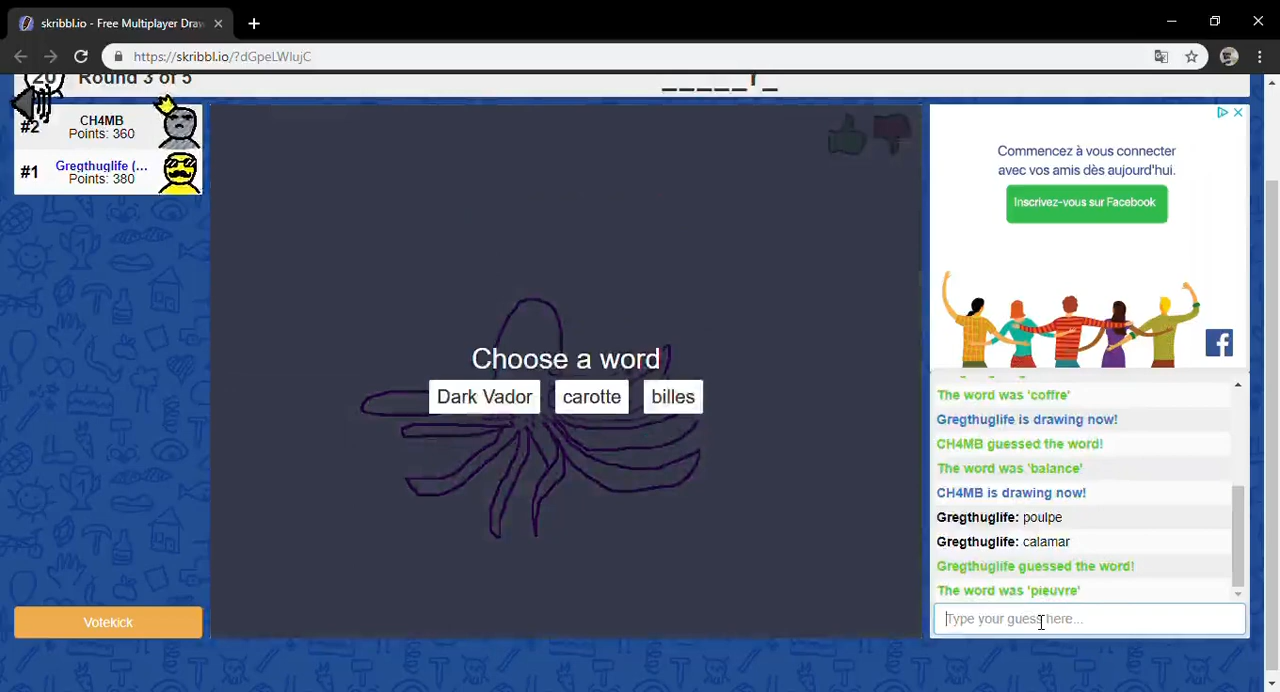 skribbl.io - Free Multiplayer Draw
https://skribbl.io/?dGpeLWIujC
20
Round 3 of 5
_____r_
#2
CH4MB
Points: 360
#1
Gregthuglife (...
Points: 380
Choose a word
Dark Vador
carotte
billes
Votekick
Commencez à vous connecter
avec vos amis dès aujourd'hui.
Inscrivez-vous sur Facebook
The word was 'coffre'
Gregthuglife is drawing now!
CH4MB guessed the word!
The word was 'balance'
CH4MB is drawing now!
Gregthuglife: poulpe
Gregthuglife: calamar
Gregthuglife guessed the word!
The word was 'pieuvre'
Type your guess here...